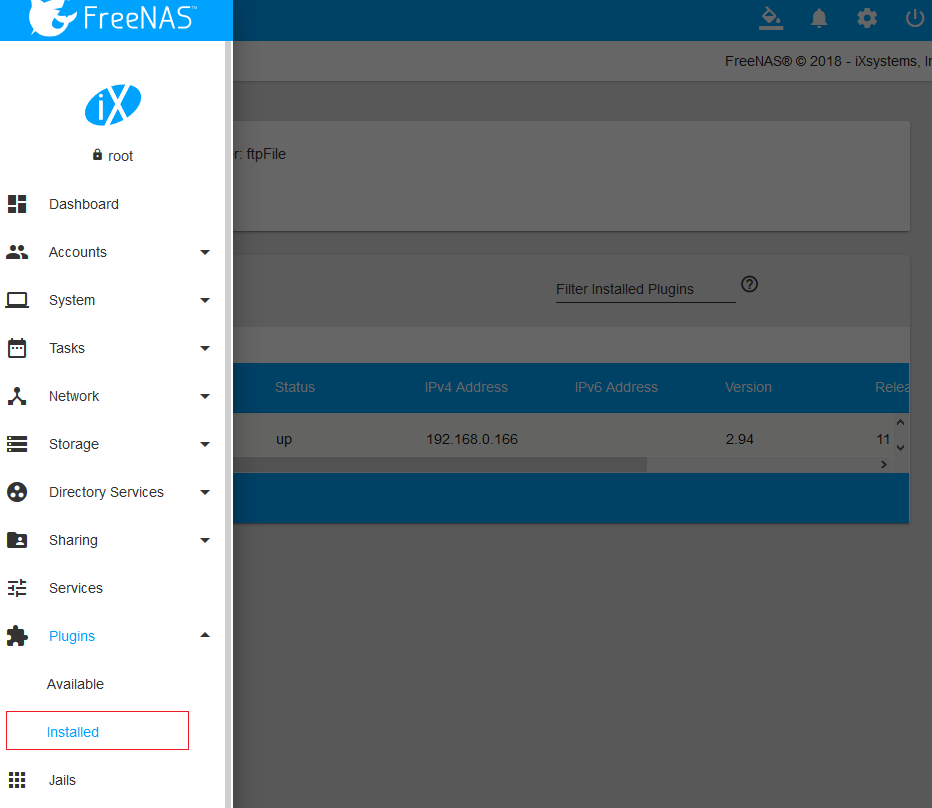 FreeNAS™
FreeNAS® © 2018 - iXsystems, In
iX
root
r: ftpFile
Dashboard
Accounts
System
Filter Installed Plugins
Tasks
Network
Status IPv4 Address IPv6 Address Version Relea
Storage
up 192.168.0.166 2.94 11
Directory Services
Sharing
Services
Plugins
Available
Installed
Jails